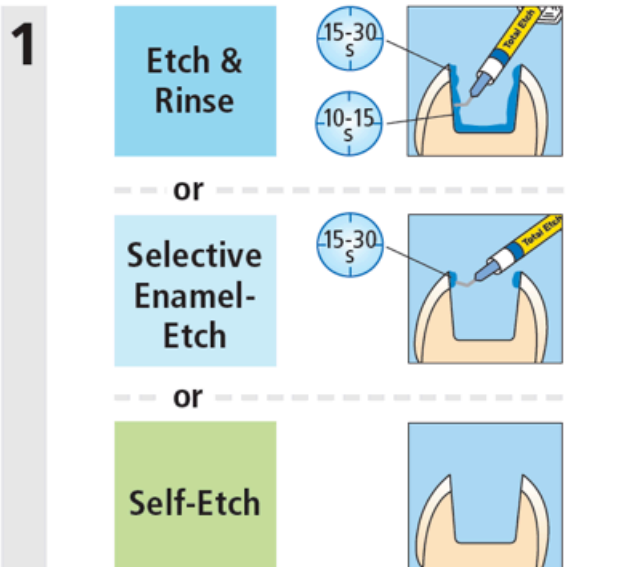 1
Etch &
Rinse
15-30
s
10-15
s
Total Etch
or
Selective
Enamel-
Etch
15-30
s
Total Etch
or
Self-Etch